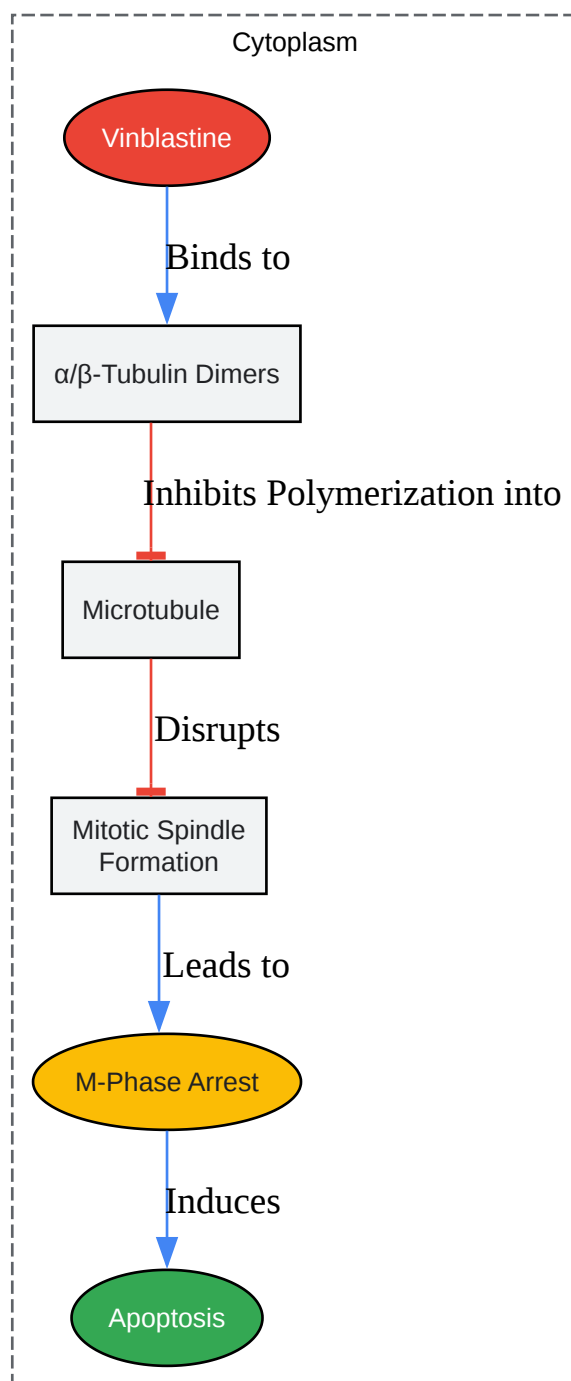 Cytoplasm
Vinblastine
Binds to
α/β-Tubulin Dimers
Inhibits Polymerization into
Microtubule
Disrupts
Mitotic Spindle
Formation
Leads to
M-Phase Arrest
Induces
Apoptosis